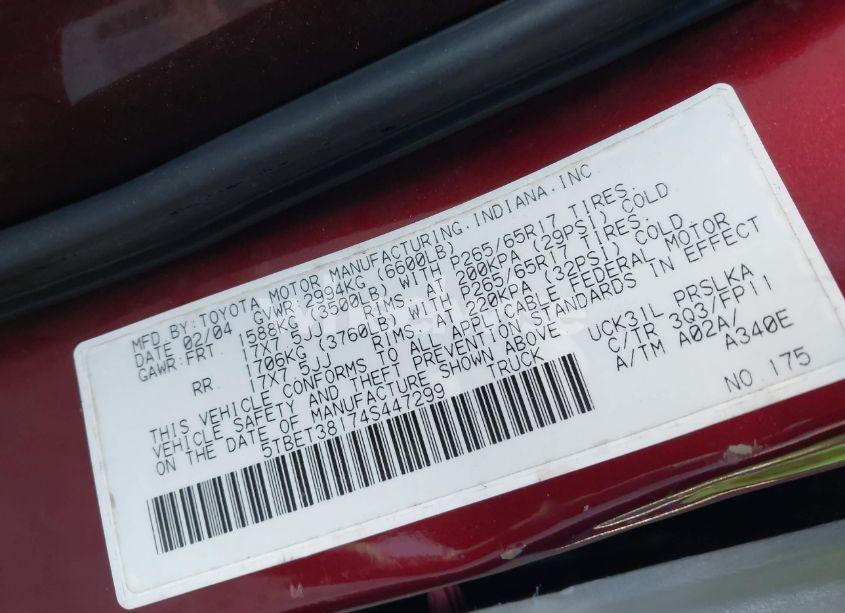 MFD BY:TOYOTA MOTOR MANUFACTURING.INDIANA.INC
DATE 02/04 GVWR 2994KG (6600LB)
GAWR:FRT 1588KG (3500LB) WITH P265/65R17 TIRES.
17X7.5JJ RIMS. AT 200KPA (29PSI) COLD
RR 1706KG (3760LB) WITH P265/65R17 TIRES.
17X7.5JJ RIMS. AT 220KPA (32PSI) COLD.
THIS VEHICLE CONFORMS TO ALL APPLICABLE FEDERAL MOTOR
VEHICLE SAFETY AND THEFT PREVENTION STANDARDS IN EFFECT
ON THE DATE OF MANUFACTURE SHOWN ABOVE.
5TBET38174S447299 TRUCK
UCK31L PRSLKA
C/TR 3Q3/FP11
A/TM A02A/
A340E
NO.175